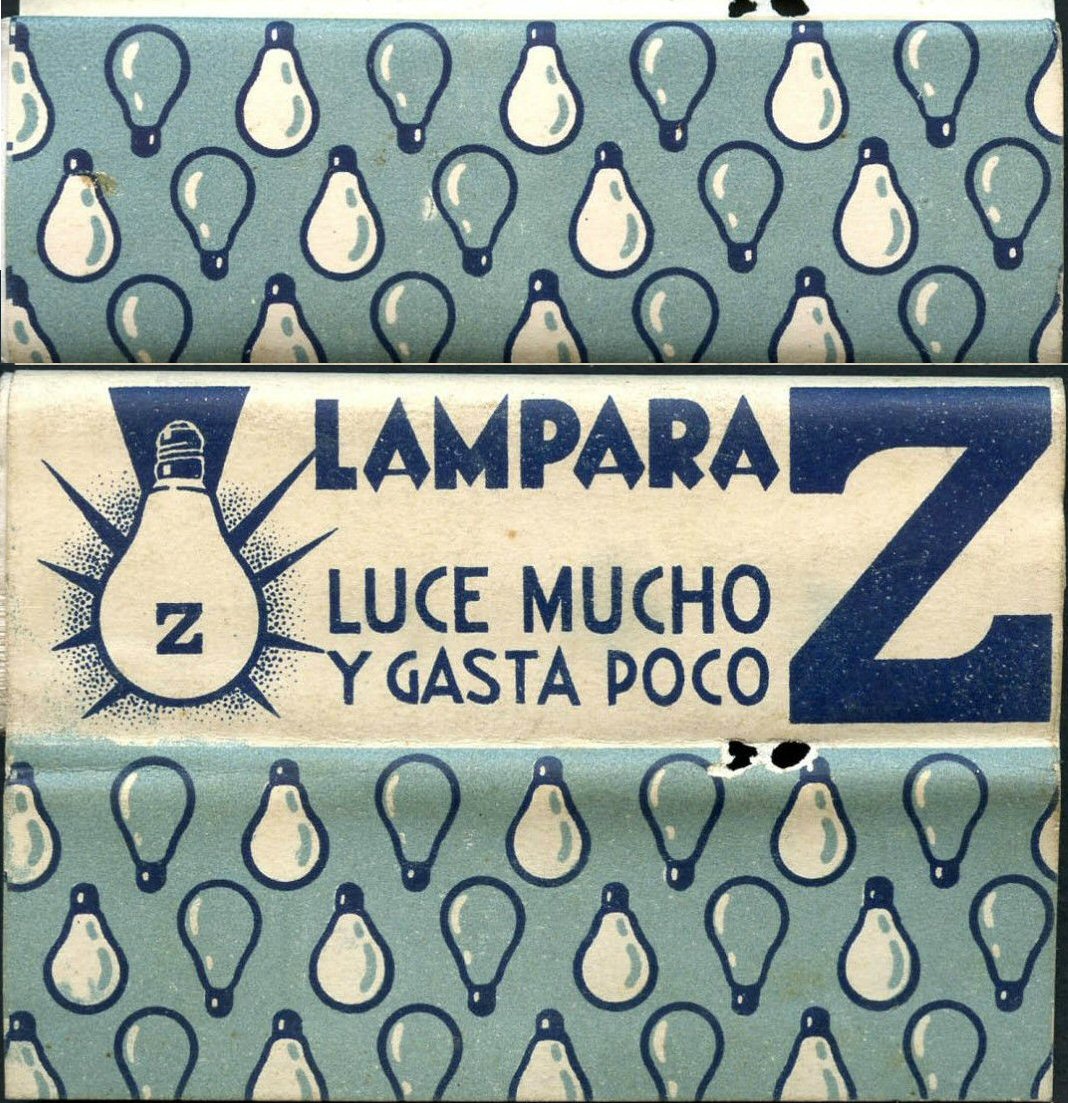 LAMPARA Z
Z
LUCE MUCHO
Y GASTA POCO